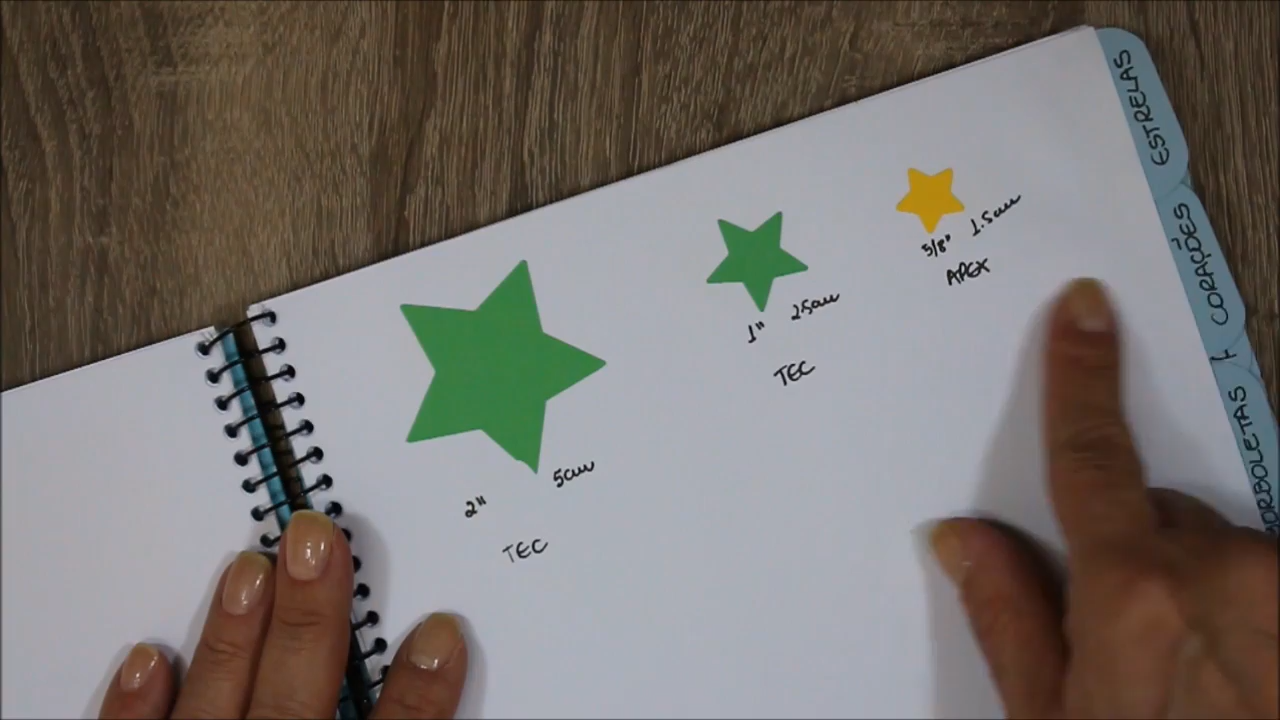 2" 5cm
TEC
1" 2.5cm
TEC
5/8" 1.5cm
APEX
ESTRELAS
CORAÇÕES
BORBOLETAS